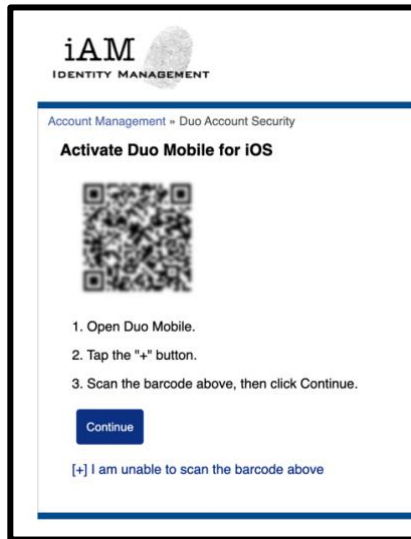 iAM
IDENTITY MANAGEMENT
Account Management » Duo Account Security
Activate Duo Mobile for iOS
1. Open Duo Mobile.
2. Tap the "+" button.
3. Scan the barcode above, then click Continue.
Continue
[+] I am unable to scan the barcode above